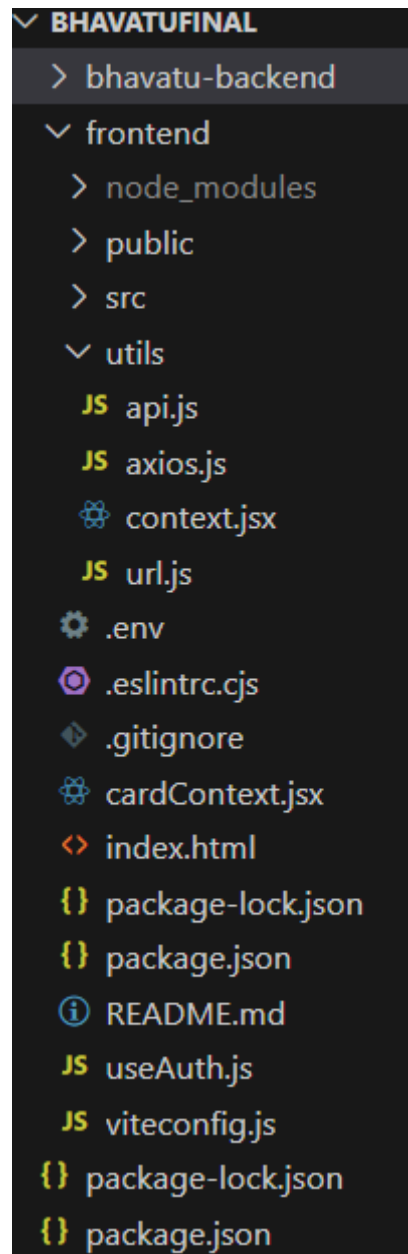 BHAVATUFINAL
bhavatu-backend
frontend
node_modules
public
src
utils
JS api.js
JS axios.js
context.jsx
JS url.js
.env
.eslintrc.cjs
.gitignore
cardContext.jsx
<> index.html
{} package-lock.json
{} package.json
README.md
JS useAuth.js
JS viteconfig.js
{} package-lock.json
{} package.json